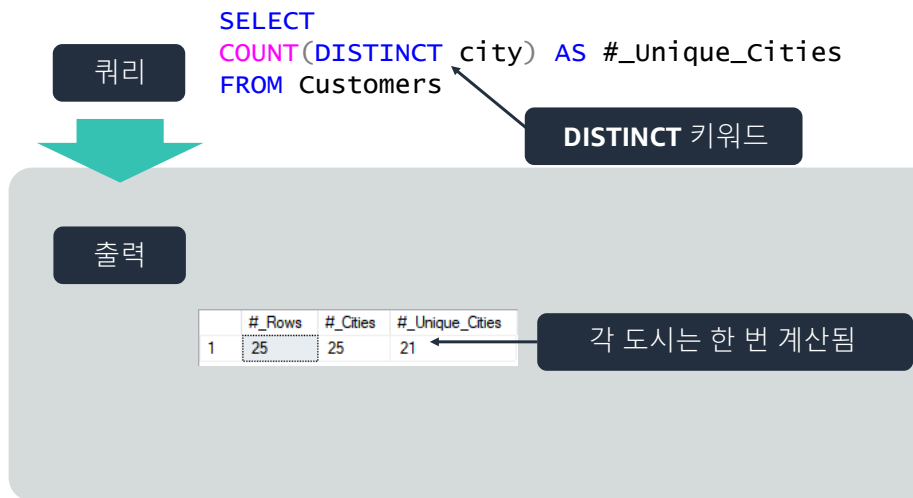 SELECT
COUNT(DISTINCT city) AS #_Unique_Cities
FROM Customers
쿼리
DISTINCT 키워드
출력
#_Rows #_Cities #_Unique_Cities
1 25 25 21
각 도시는 한 번 계산됨